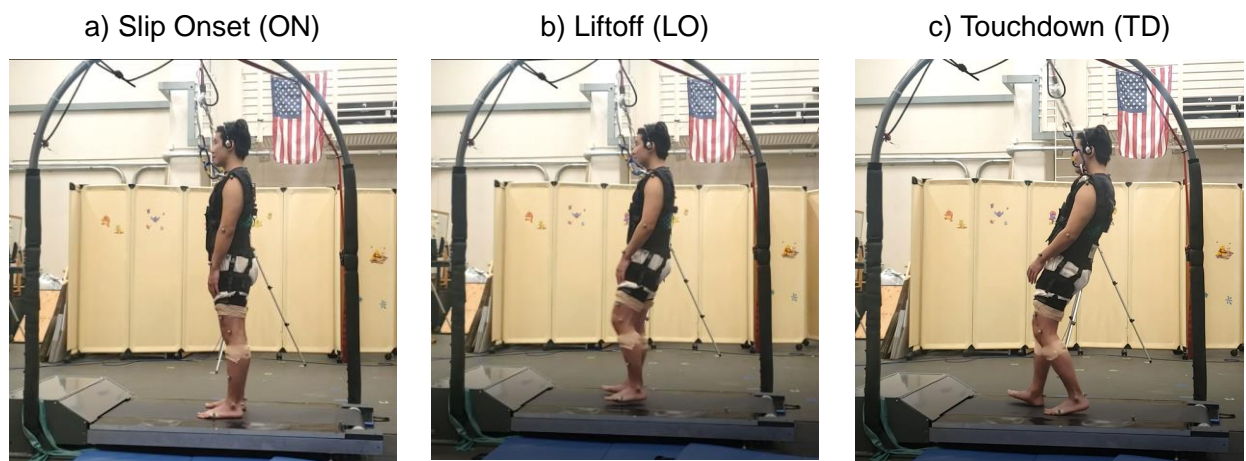 a) Slip Onset (ON)
b) Liftoff (LO)
c) Touchdown (TD)